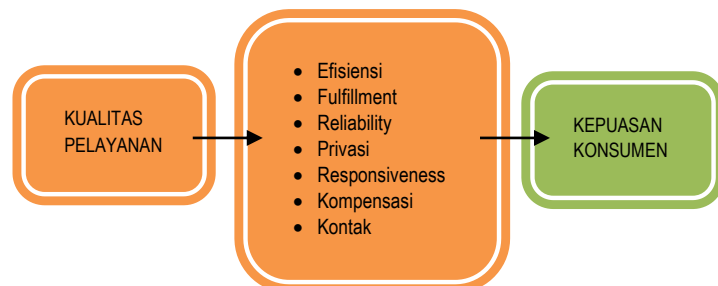 KUALITAS
PELAYANAN
• Efisiensi
• Fulfillment
• Reliability
• Privasi
• Responsiveness
• Kompensasi
• Kontak
KEPUASAN
KONSUMEN